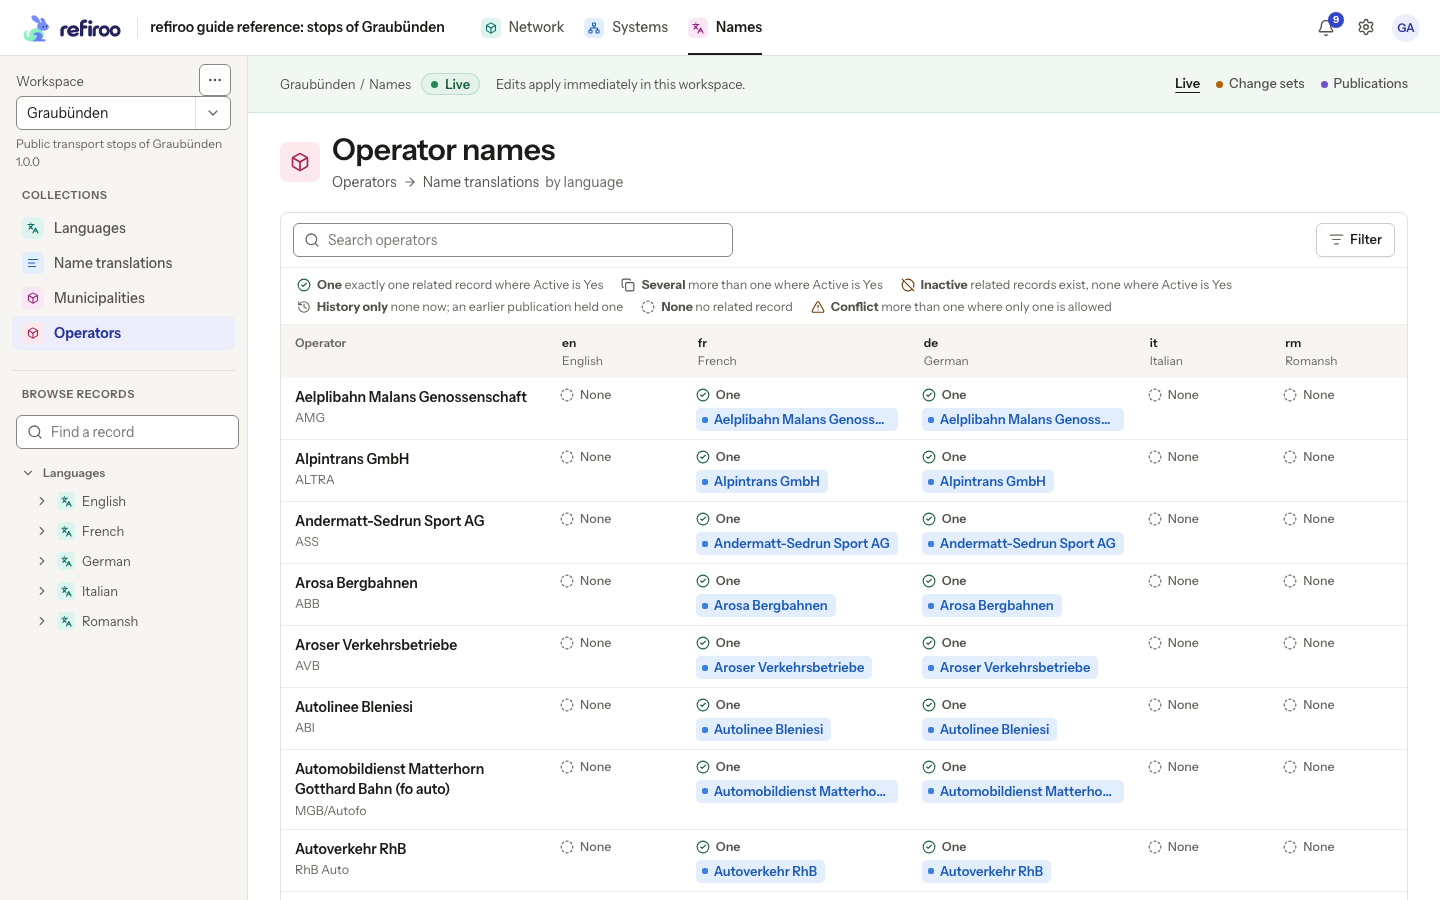 refiroo
refiroo guide reference: stops of Graubünden
Network
Systems
Names
9
GA
Workspace
Graubünden
Public transport stops of Graubünden
1.0.0
COLLECTIONS
Languages
Name translations
Municipalities
Operators
BROWSE RECORDS
Find a record
Languages
English
French
German
Italian
Romansh
Graubünden / Names
Live
Edits apply immediately in this workspace.
Live
Change sets
Publications
Operator names
Operators → Name translations by language
Search operators
Filter
One exactly one related record where Active is Yes
Several more than one where Active is Yes
Inactive related records exist, none where Active is Yes
History only none now; an earlier publication held one
None no related record
Conflict more than one where only one is allowed
Operator en fr de it rm
English French German Italian Romansh
Aelplibahn Malans Genossenschaft None One One None None
AMG Aelplibahn Malans Genoss... Aelplibahn Malans Genoss...
Alpintrans GmbH None One One None None
ALTRA Alpintrans GmbH Alpintrans GmbH
Andermatt-Sedrun Sport AG None One One None None
ASS Andermatt-Sedrun Sport AG Andermatt-Sedrun Sport AG
Arosa Bergbahnen None One One None None
ABB Arosa Bergbahnen Arosa Bergbahnen
Aroser Verkehrsbetriebe None One One None None
AVB Aroser Verkehrsbetriebe Aroser Verkehrsbetriebe
Autolinee Bleniesi None One One None None
ABl Autolinee Bleniesi Autolinee Bleniesi
Automobildienst Matterhorn None One One None None
Gotthard Bahn (fo auto) Automobildienst Matterho... Automobildienst Matterho...
MGB/Autofo
Autoverkehr RhB None One One None None
RhB Auto Autoverkehr RhB Autoverkehr RhB